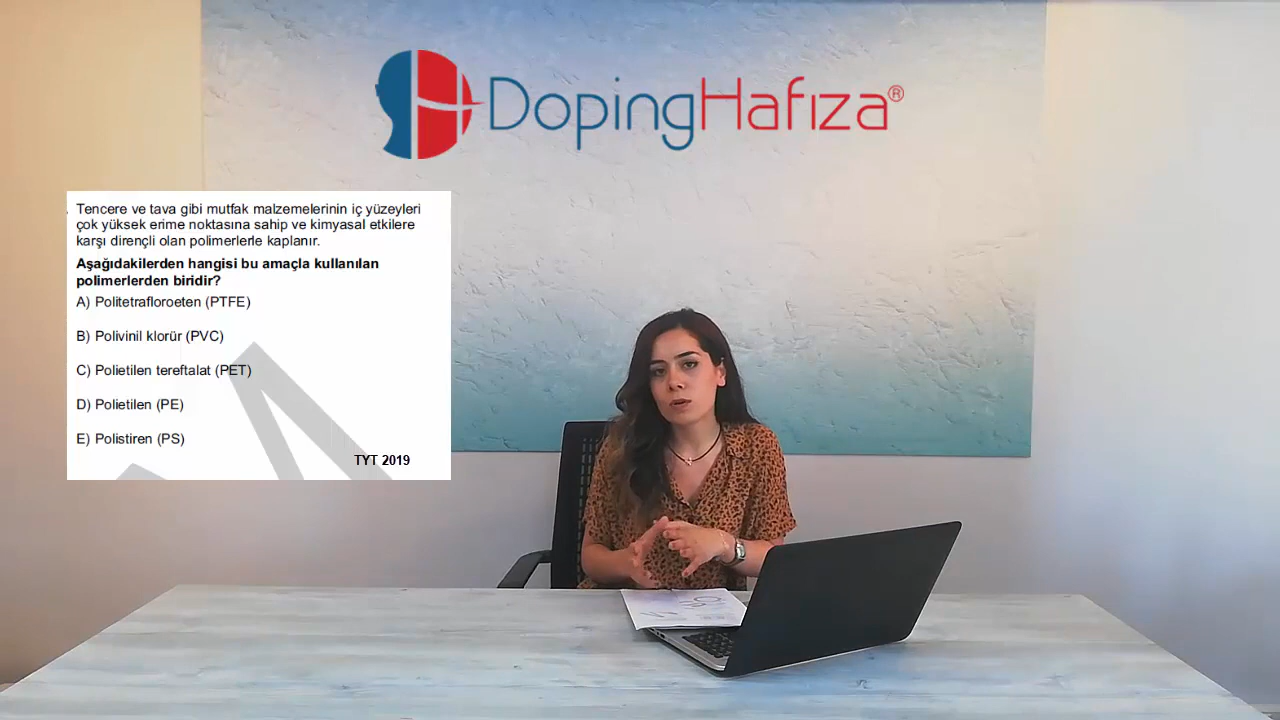 DopingHafıza®
Tencere ve tava gibi mutfak malzemelerinin iç yüzeyleri
çok yüksek erime noktasına sahip ve kimyasal etkilere
karşı dirençli olan polimerlerle kaplanır.
Aşağıdakilerden hangisi bu amaçla kullanılan
polimerlerden biridir?
A) Politetrafloroeten (PTFE)
B) Polivinil klorür (PVC)
C) Polietilen tereftalat (PET)
D) Polietilen (PE)
E) Polistiren (PS)
TYT 2019